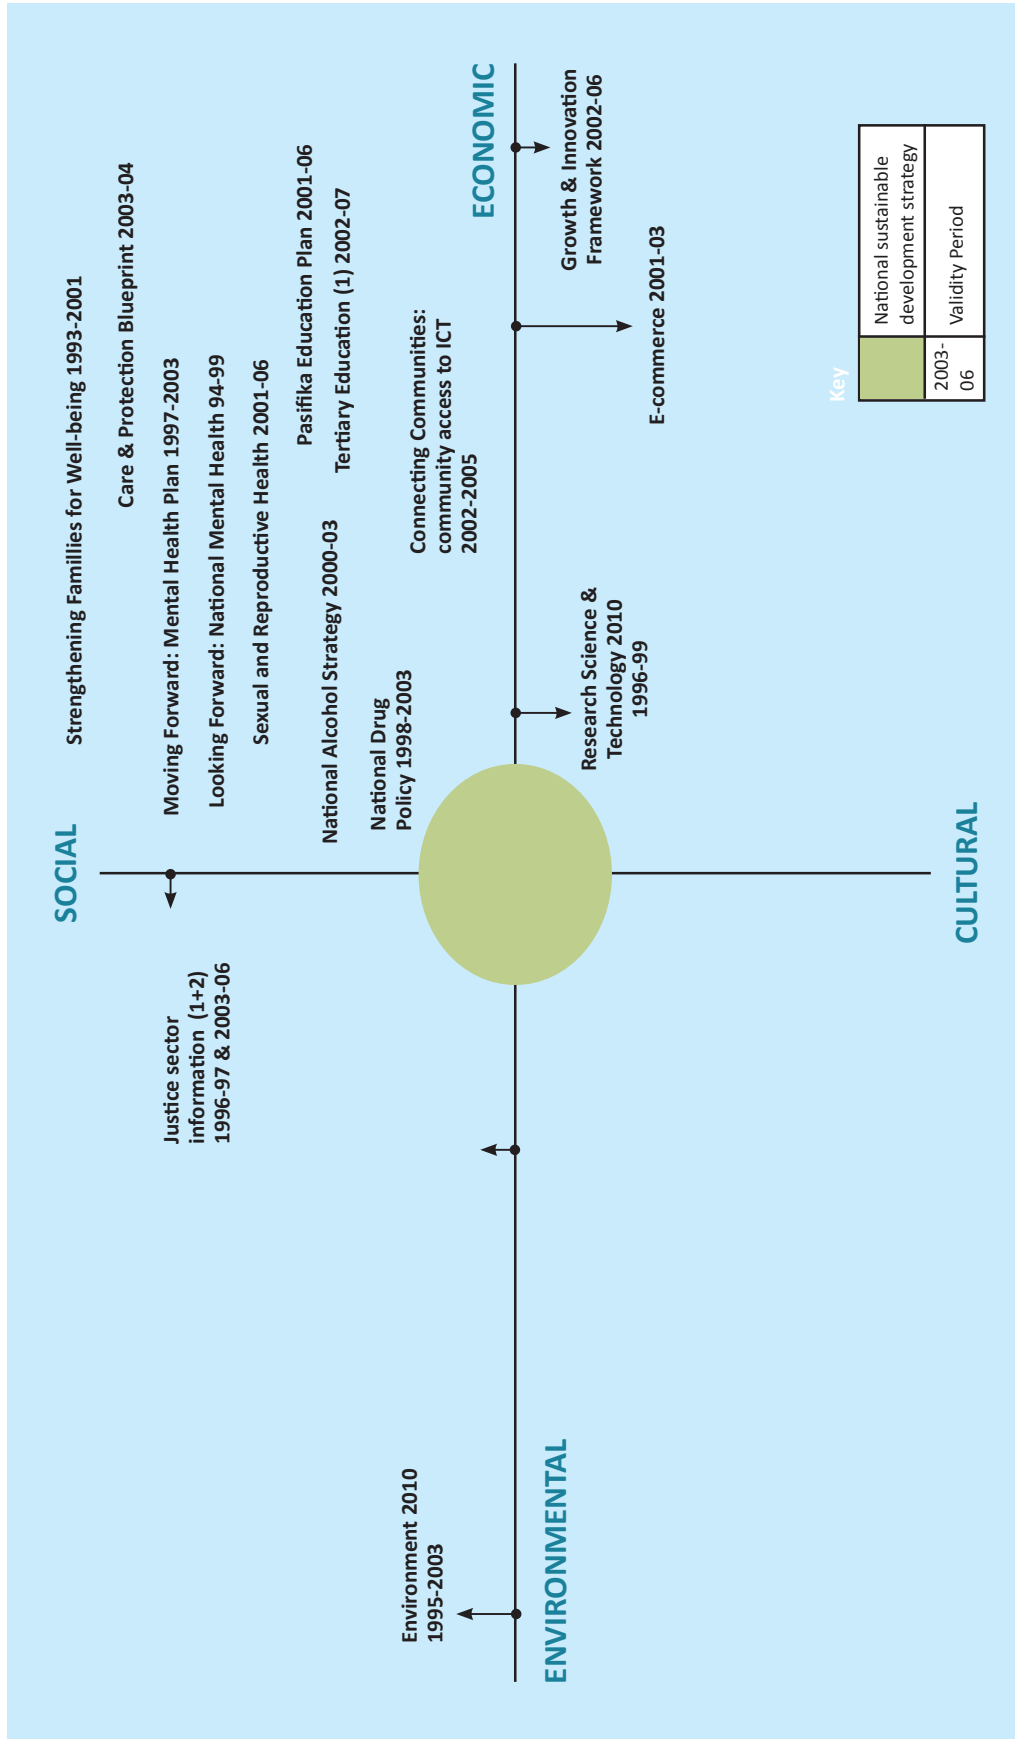 SOCIAL
Strengthening Famillies for Well-being 1993-2001
Care & Protection Blueprint 2003-04
Moving Forward: Mental Health Plan 1997-2003
Looking Forward: National Mental Health 94-99
Sexual and Reproductive Health 2001-06
Pasifika Education Plan 2001-06
Tertiary Education (1) 2002-07
National Alcohol Strategy 2000-03
National Drug
Policy 1998-2003
Connecting Communities:
community access to ICT
2002-2005
Justice sector
information (1+2)
1996-97 & 2003-06
Environment 2010
1995-2003
ENVIRONMENTAL
ECONOMIC
Growth & Innovation
Framework 2002-06
E-commerce 2001-03
Research Science &
Technology 2010
1996-99
CULTURAL
Key
National sustainable
development strategy
2003-
06
Validity Period